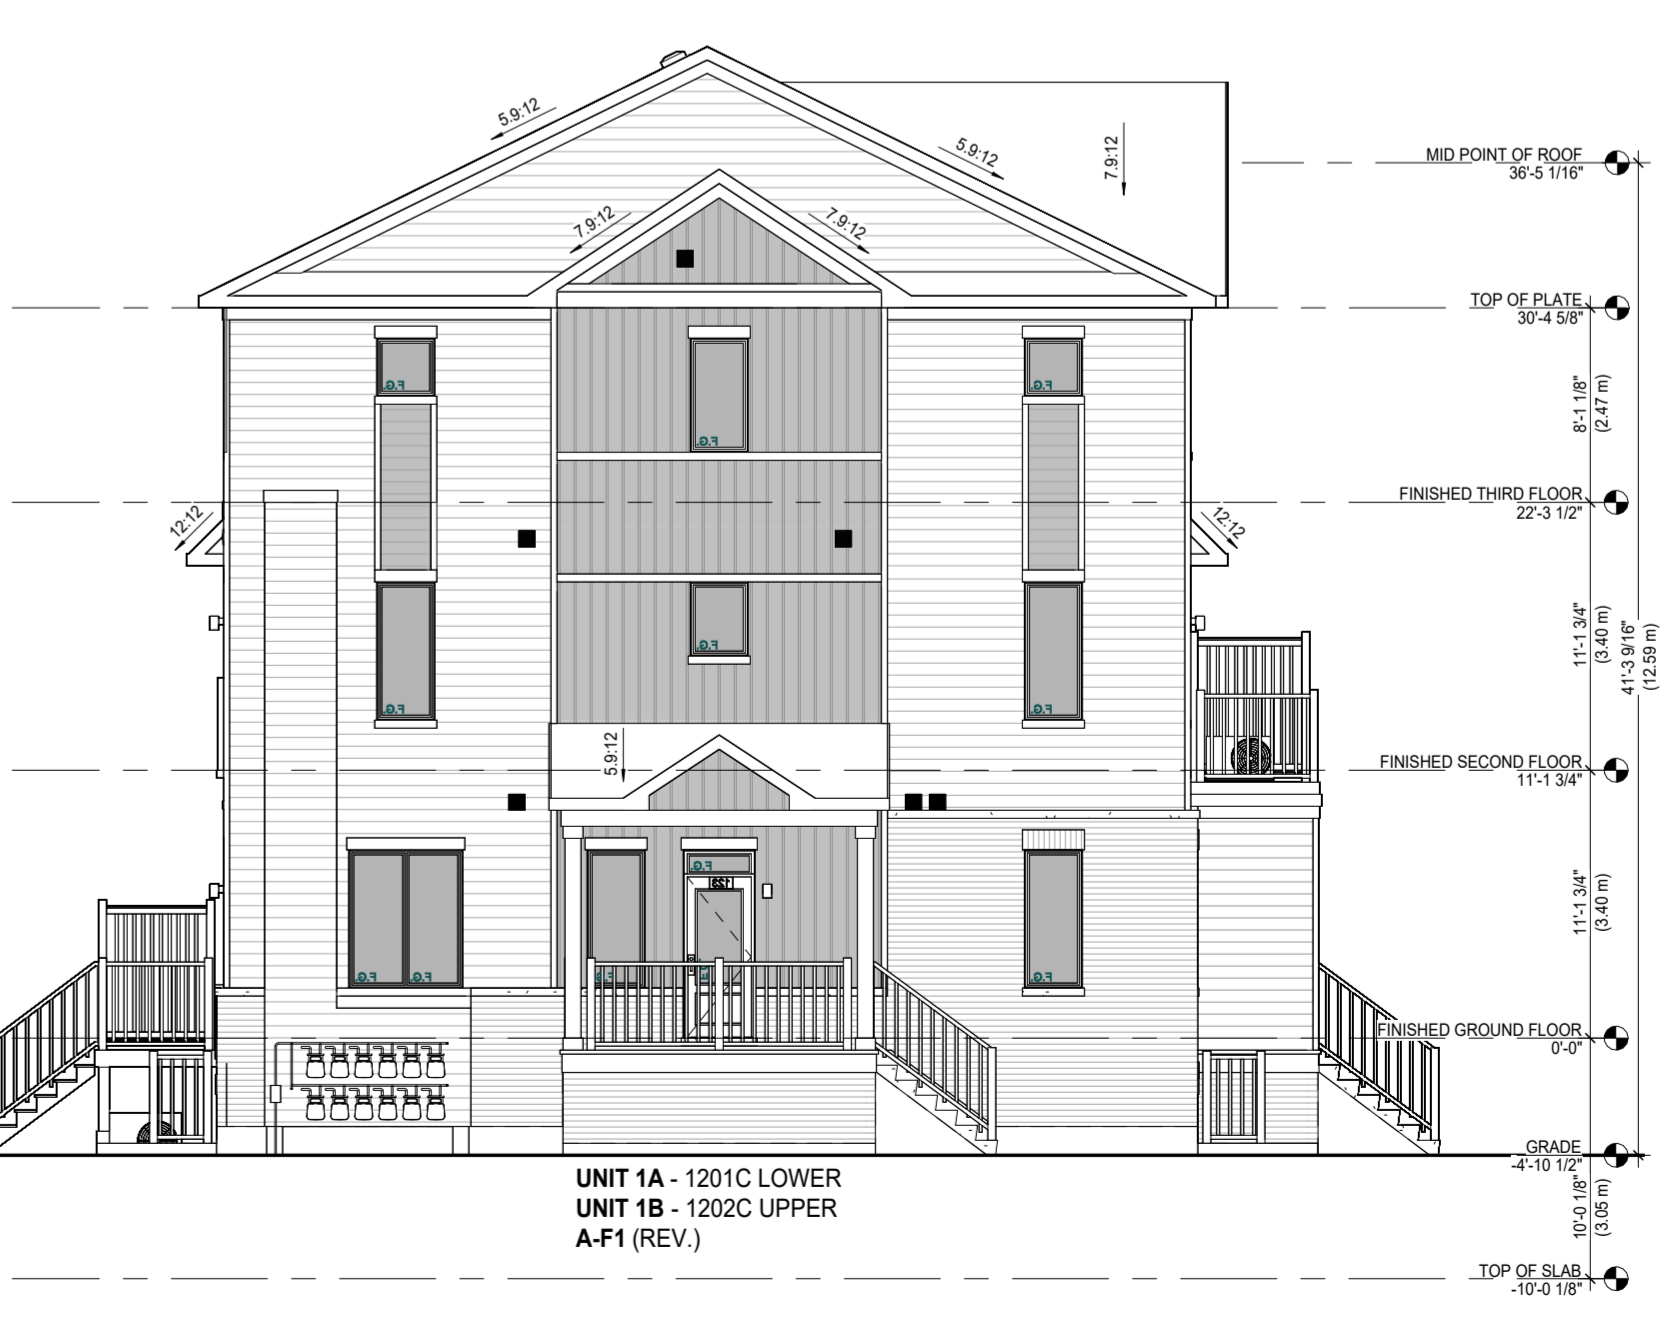 5.9:12
5.9:12
7.9:12
MID POINT OF ROOF
36'-5 1/16"
7.9:12
7.9:12
TOP OF PLATE
30'-4 5/8"
F.G.
F.G.
8'-1 1/8"
(2.47 m)
F.G.
FINISHED THIRD FLOOR
22'-3 1/2"
12:12
12:12
F.G.
11'-1 3/4"
(3.40 m)
41'-3 9/16"
(12.59 m)
F.G.
F.G.
5.9:12
FINISHED SECOND FLOOR
11'-1 3/4"
F.G.
123
11'-1 3/4"
(3.40 m)
F.G.
F.G.
F.G.
F.G.
FINISHED GROUND FLOOR
0'-0"
GRADE
-4'-10 1/2"
UNIT 1A - 1201C LOWER
UNIT 1B - 1202C UPPER
A-F1 (REV.)
10'-0 1/8"
(3.05 m)
TOP OF SLAB
-10'-0 1/8"